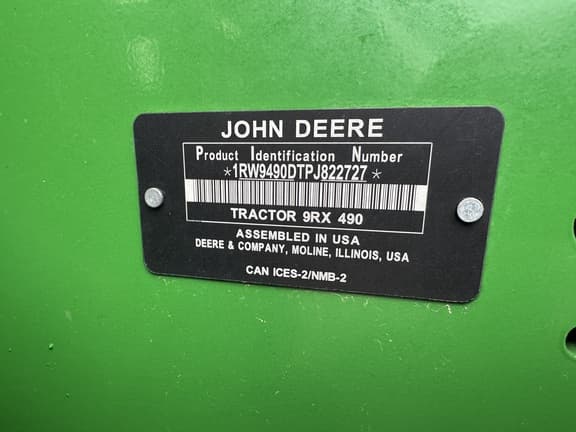 JOHN DEERE
Product Identification Number
*1RW9490DTPJ822727*
TRACTOR 9RX 490
ASSEMBLED IN USA
DEERE & COMPANY, MOLINE, ILLINOIS, USA
CAN ICES-2/NMB-2